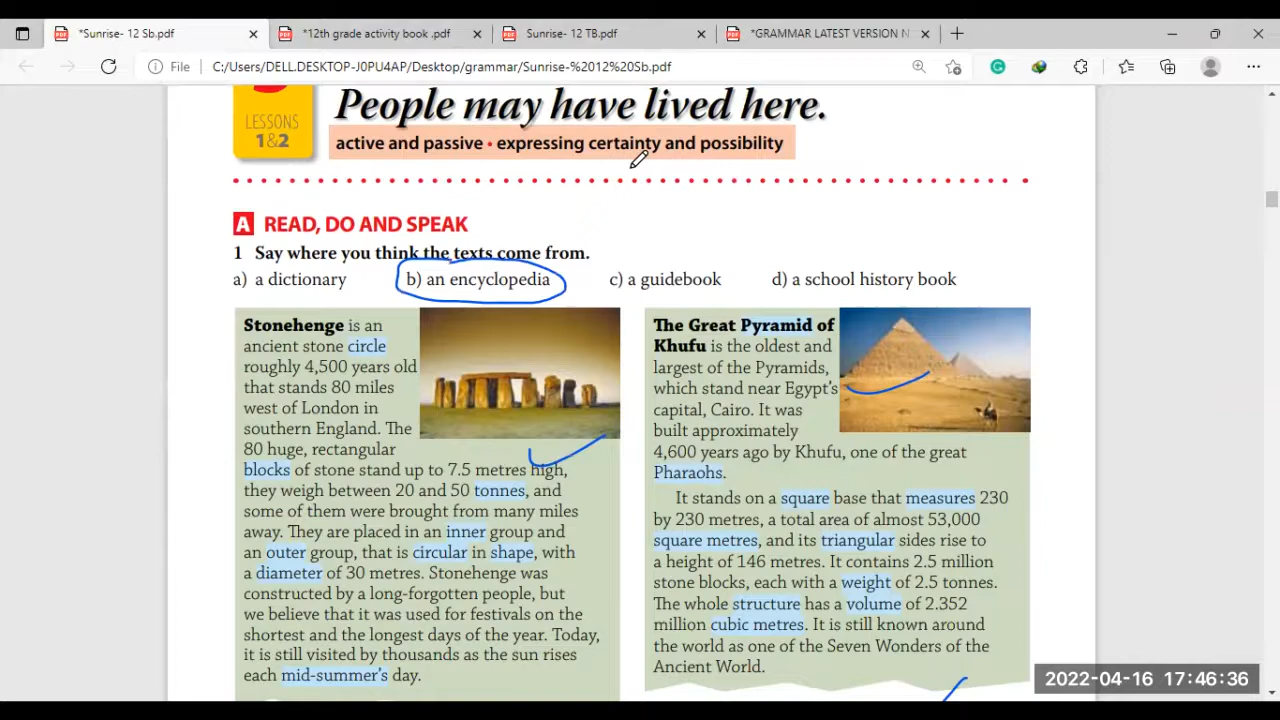 *Sunrise- 12 Sb.pdf
*12th grade activity book .pdf
Sunrise- 12 TB.pdf
*GRAMMAR LATEST VERSION N
File
C:/Users/DELL.DESKTOP-J0PU4AP/Desktop/grammar/Sunrise-%2012%20Sb.pdf
LESSONS
1&2
People may have lived here.
active and passive • expressing certainty and possibility
A READ, DO AND SPEAK
1 Say where you think the texts come from.
a) a dictionary b) an encyclopedia c) a guidebook d) a school history book
Stonehenge is an
ancient stone circle
roughly 4,500 years old
that stands 80 miles
west of London in
southern England. The
80 huge, rectangular
blocks of stone stand up to 7.5 metres high,
they weigh between 20 and 50 tonnes, and
some of them were brought from many miles
away. They are placed in an inner group and
an outer group, that is circular in shape, with
a diameter of 30 metres. Stonehenge was
constructed by a long-forgotten people, but
we believe that it was used for festivals on the
shortest and the longest days of the year. Today,
it is still visited by thousands as the sun rises
each mid-summer's day.
The Great Pyramid of
Khufu is the oldest and
largest of the Pyramids,
which stand near Egypt's
capital, Cairo. It was
built approximately
4,600 years ago by Khufu, one of the great
Pharaohs.
It stands on a square base that measures 230
by 230 metres, a total area of almost 53,000
square metres, and its triangular sides rise to
a height of 146 metres. It contains 2.5 million
stone blocks, each with a weight of 2.5 tonnes.
The whole structure has a volume of 2.352
million cubic metres. It is still known around
the world as one of the Seven Wonders of the
Ancient World.
2022-04-16 17:46:36